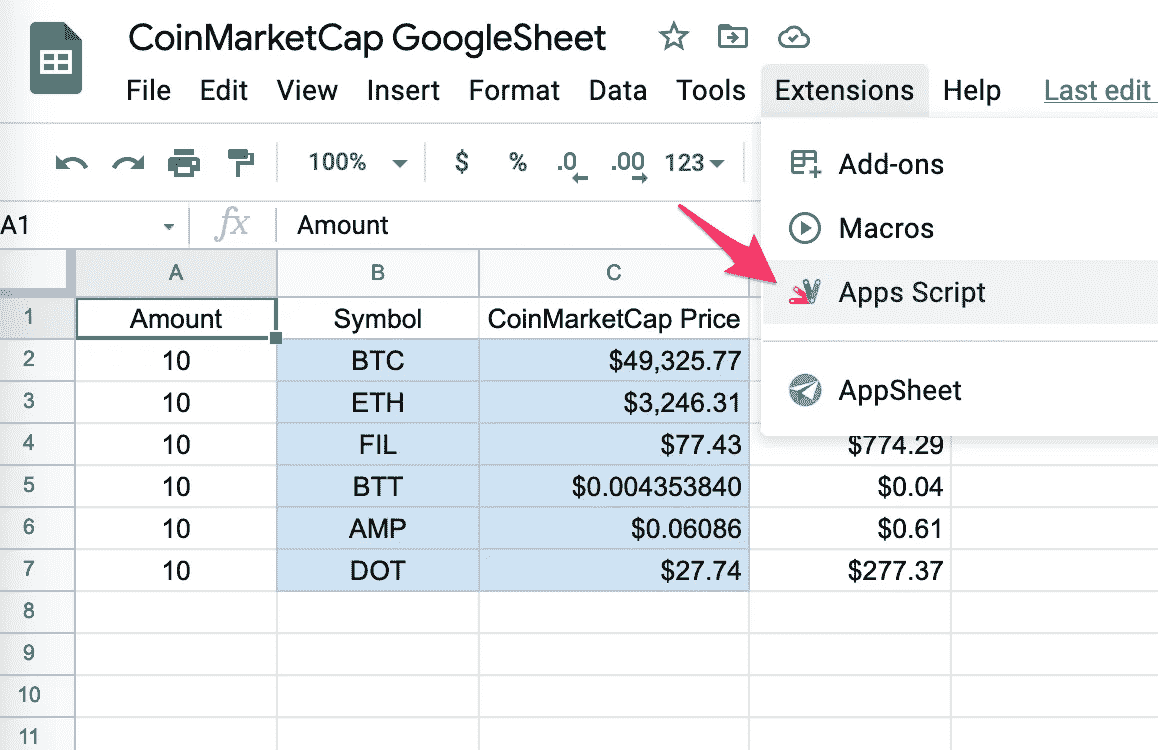 CoinMarketCap GoogleSheet
File Edit View Insert Format Data Tools Extensions Help Last edit
100% $ % .0 .00 123
Add-ons
Macros
Apps Script
AppSheet
A1 fx Amount
A B C
1 Amount Symbol CoinMarketCap Price
2 10 BTC $49,325.77
3 10 ETH $3,246.31
4 10 FIL $77.43 $774.29
5 10 BTT $0.004353840 $0.04
6 10 AMP $0.06086 $0.61
7 10 DOT $27.74 $277.37
8
9
10
11